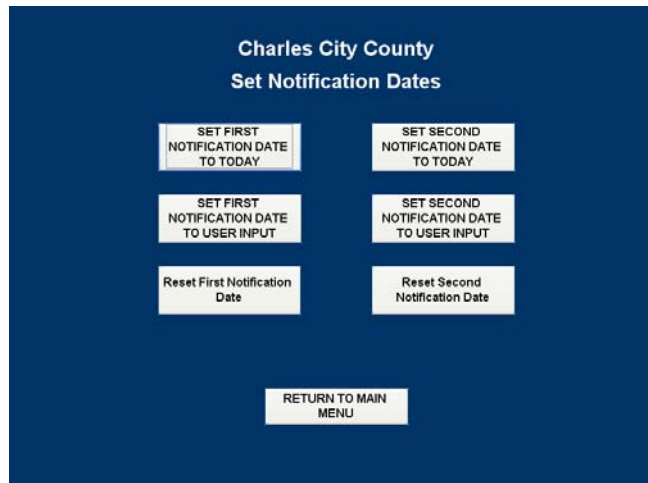 Charles City County
Set Notification Dates
SET FIRST
NOTIFICATION DATE
TO TODAY
SET SECOND
NOTIFICATION DATE
TO TODAY
SET FIRST
NOTIFICATION DATE
TO USER INPUT
SET SECOND
NOTIFICATION DATE
TO USER INPUT
Reset First Notification
Date
Reset Second
Notification Date
RETURN TO MAIN
MENU